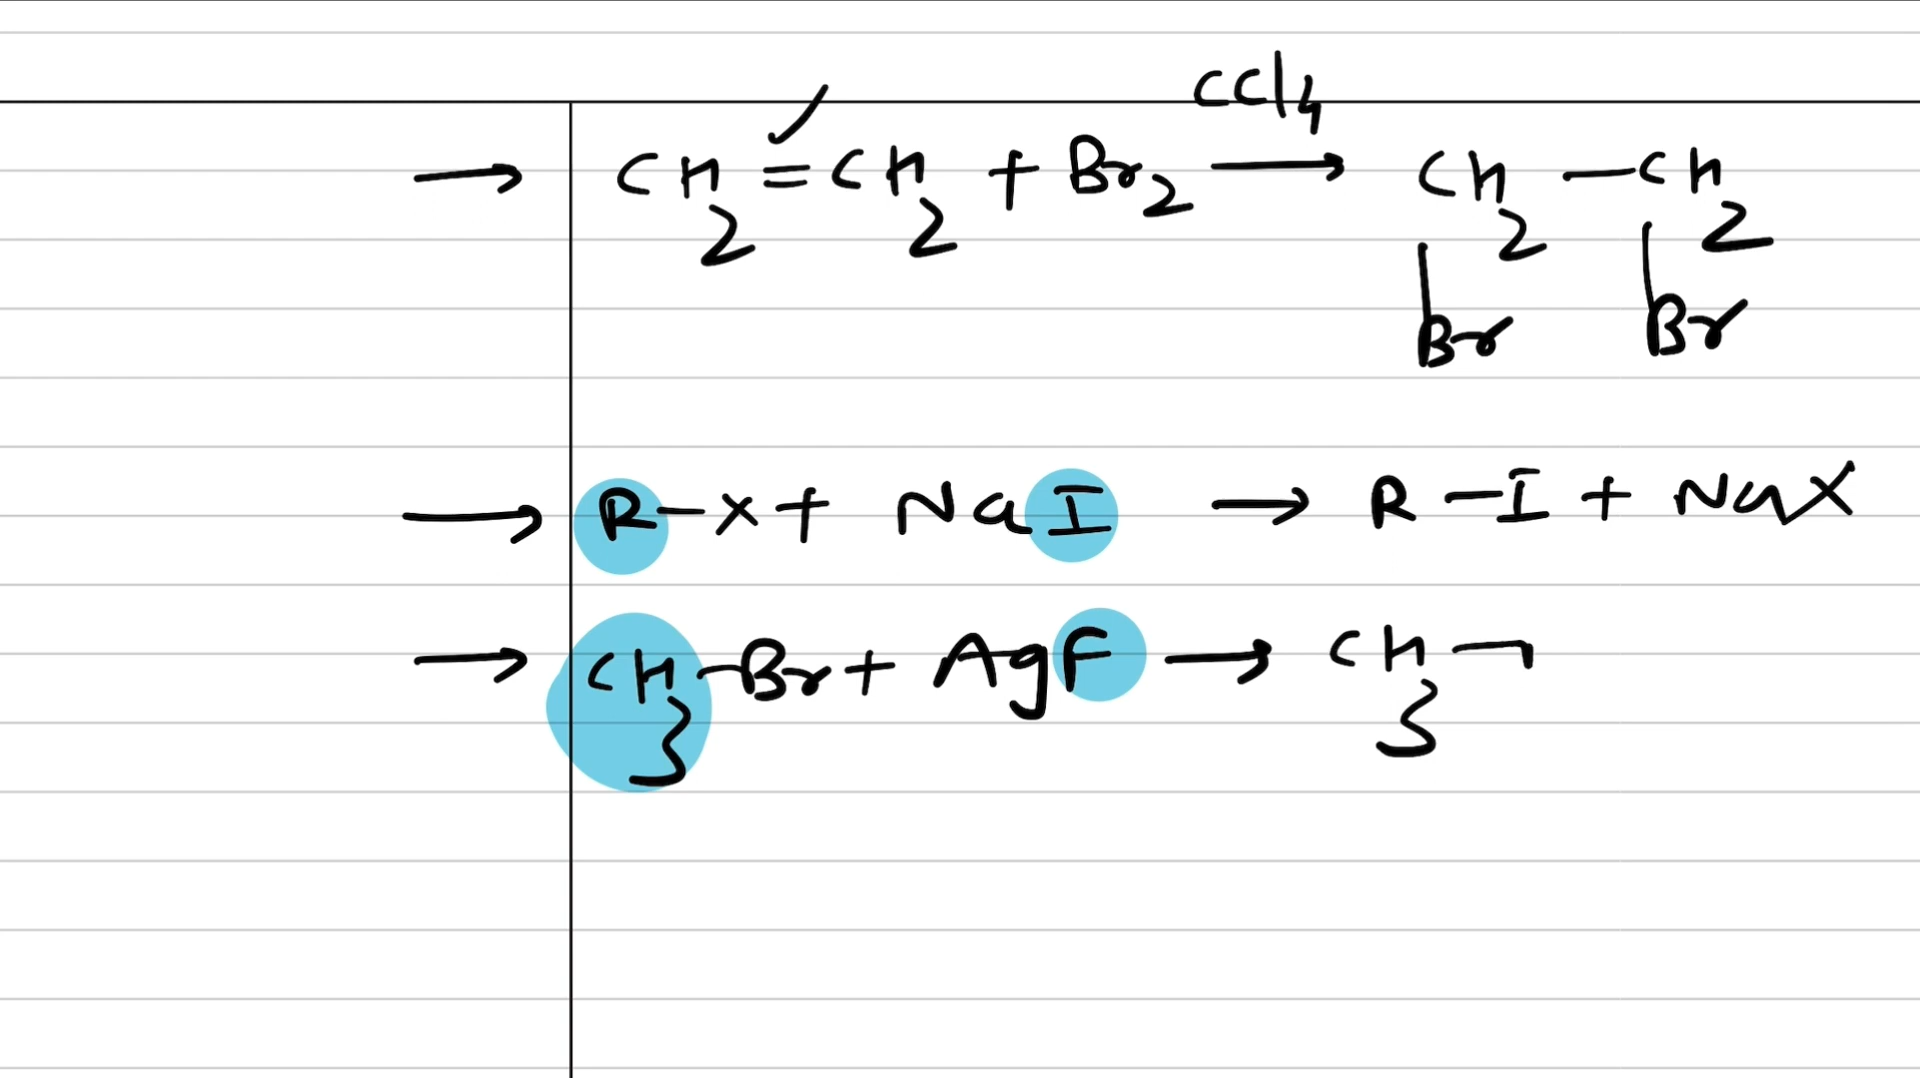 CCl₄
→ CH₂=CH₂ + Br₂ ⟶ CH₂–CH₂
Br Br
→ R–X + NaI → R–I + NaX
→ CH₃–Br + AgF → CH₃–